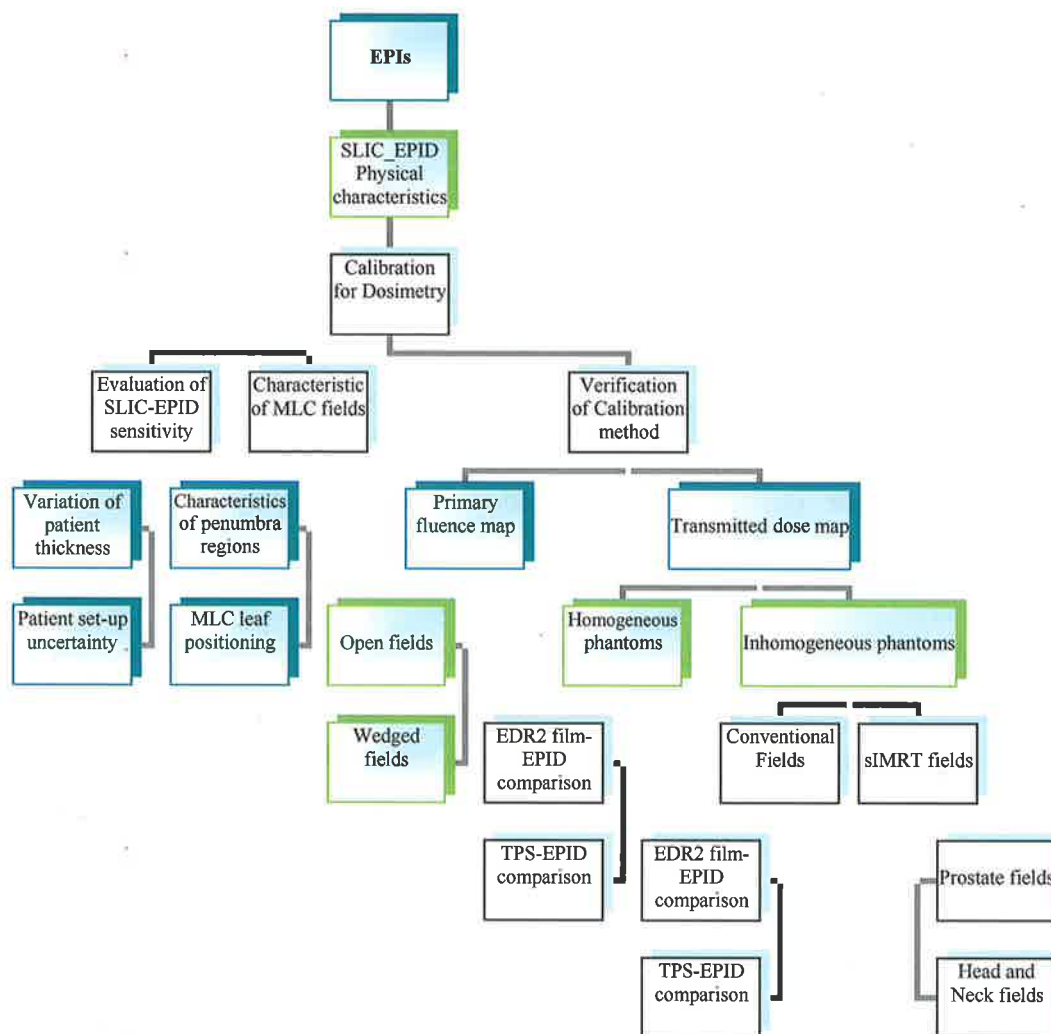 EPIs
SLIC_EPID
Physical
characteristics
Calibration
for Dosimetry
Evaluation of
SLIC-EPID
sensitivity
Characteristic
of MLC fields
Verification
of Calibration
method
Variation of
patient
thickness
Characteristics
of penumbra
regions
Primary
fluence map
Transmitted dose map
Patient set-up
uncertainty
MLC leaf
positioning
Open fields
Homogeneous
phantoms
Inhomogeneous phantoms
Wedged
fields
EDR2 film-
EPID
comparison
Conventional
Fields
sIMRT fields
TPS-EPID
comparison
EDR2 film-
EPID
comparison
Prostate fields
TPS-EPID
comparison
Head and
Neck fields